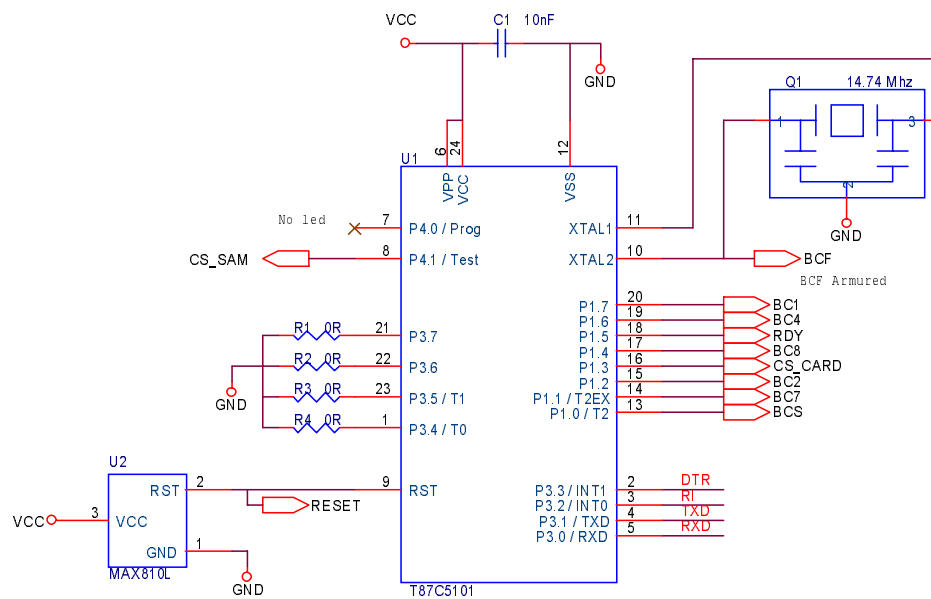 VCC
C1 10nF
GND
Q1 14.74 Mhz
1
3
2
GND
U1
6
24
12
VPP
VCC
VSS
No led
7 P4.0 / Prog
XTAL1 11
CS_SAM 8 P4.1 / Test
XTAL2 10 BCF
BCF Armured
P1.7 20 BC1
P1.6 19 BC4
R1 0R 21 P3.7
P1.5 18 RDY
P1.4 17 BC8
R2 0R 22 P3.6
P1.3 16 CS_CARD
P1.2 15 BC2
GND
R3 0R 23 P3.5 / T1
P1.1 / T2EX 14 BC7
P1.0 / T2 13 BCS
R4 0R 1 P3.4 / T0
U2
RST 2
RESET
9 RST
P3.3 / INT1 2 DTR
P3.2 / INT0 3 RI
P3.1 / TXD 4 TXD
P3.0 / RXD 5 RXD
VCC 3 VCC
GND 1
GND
MAX810L
T87C5101